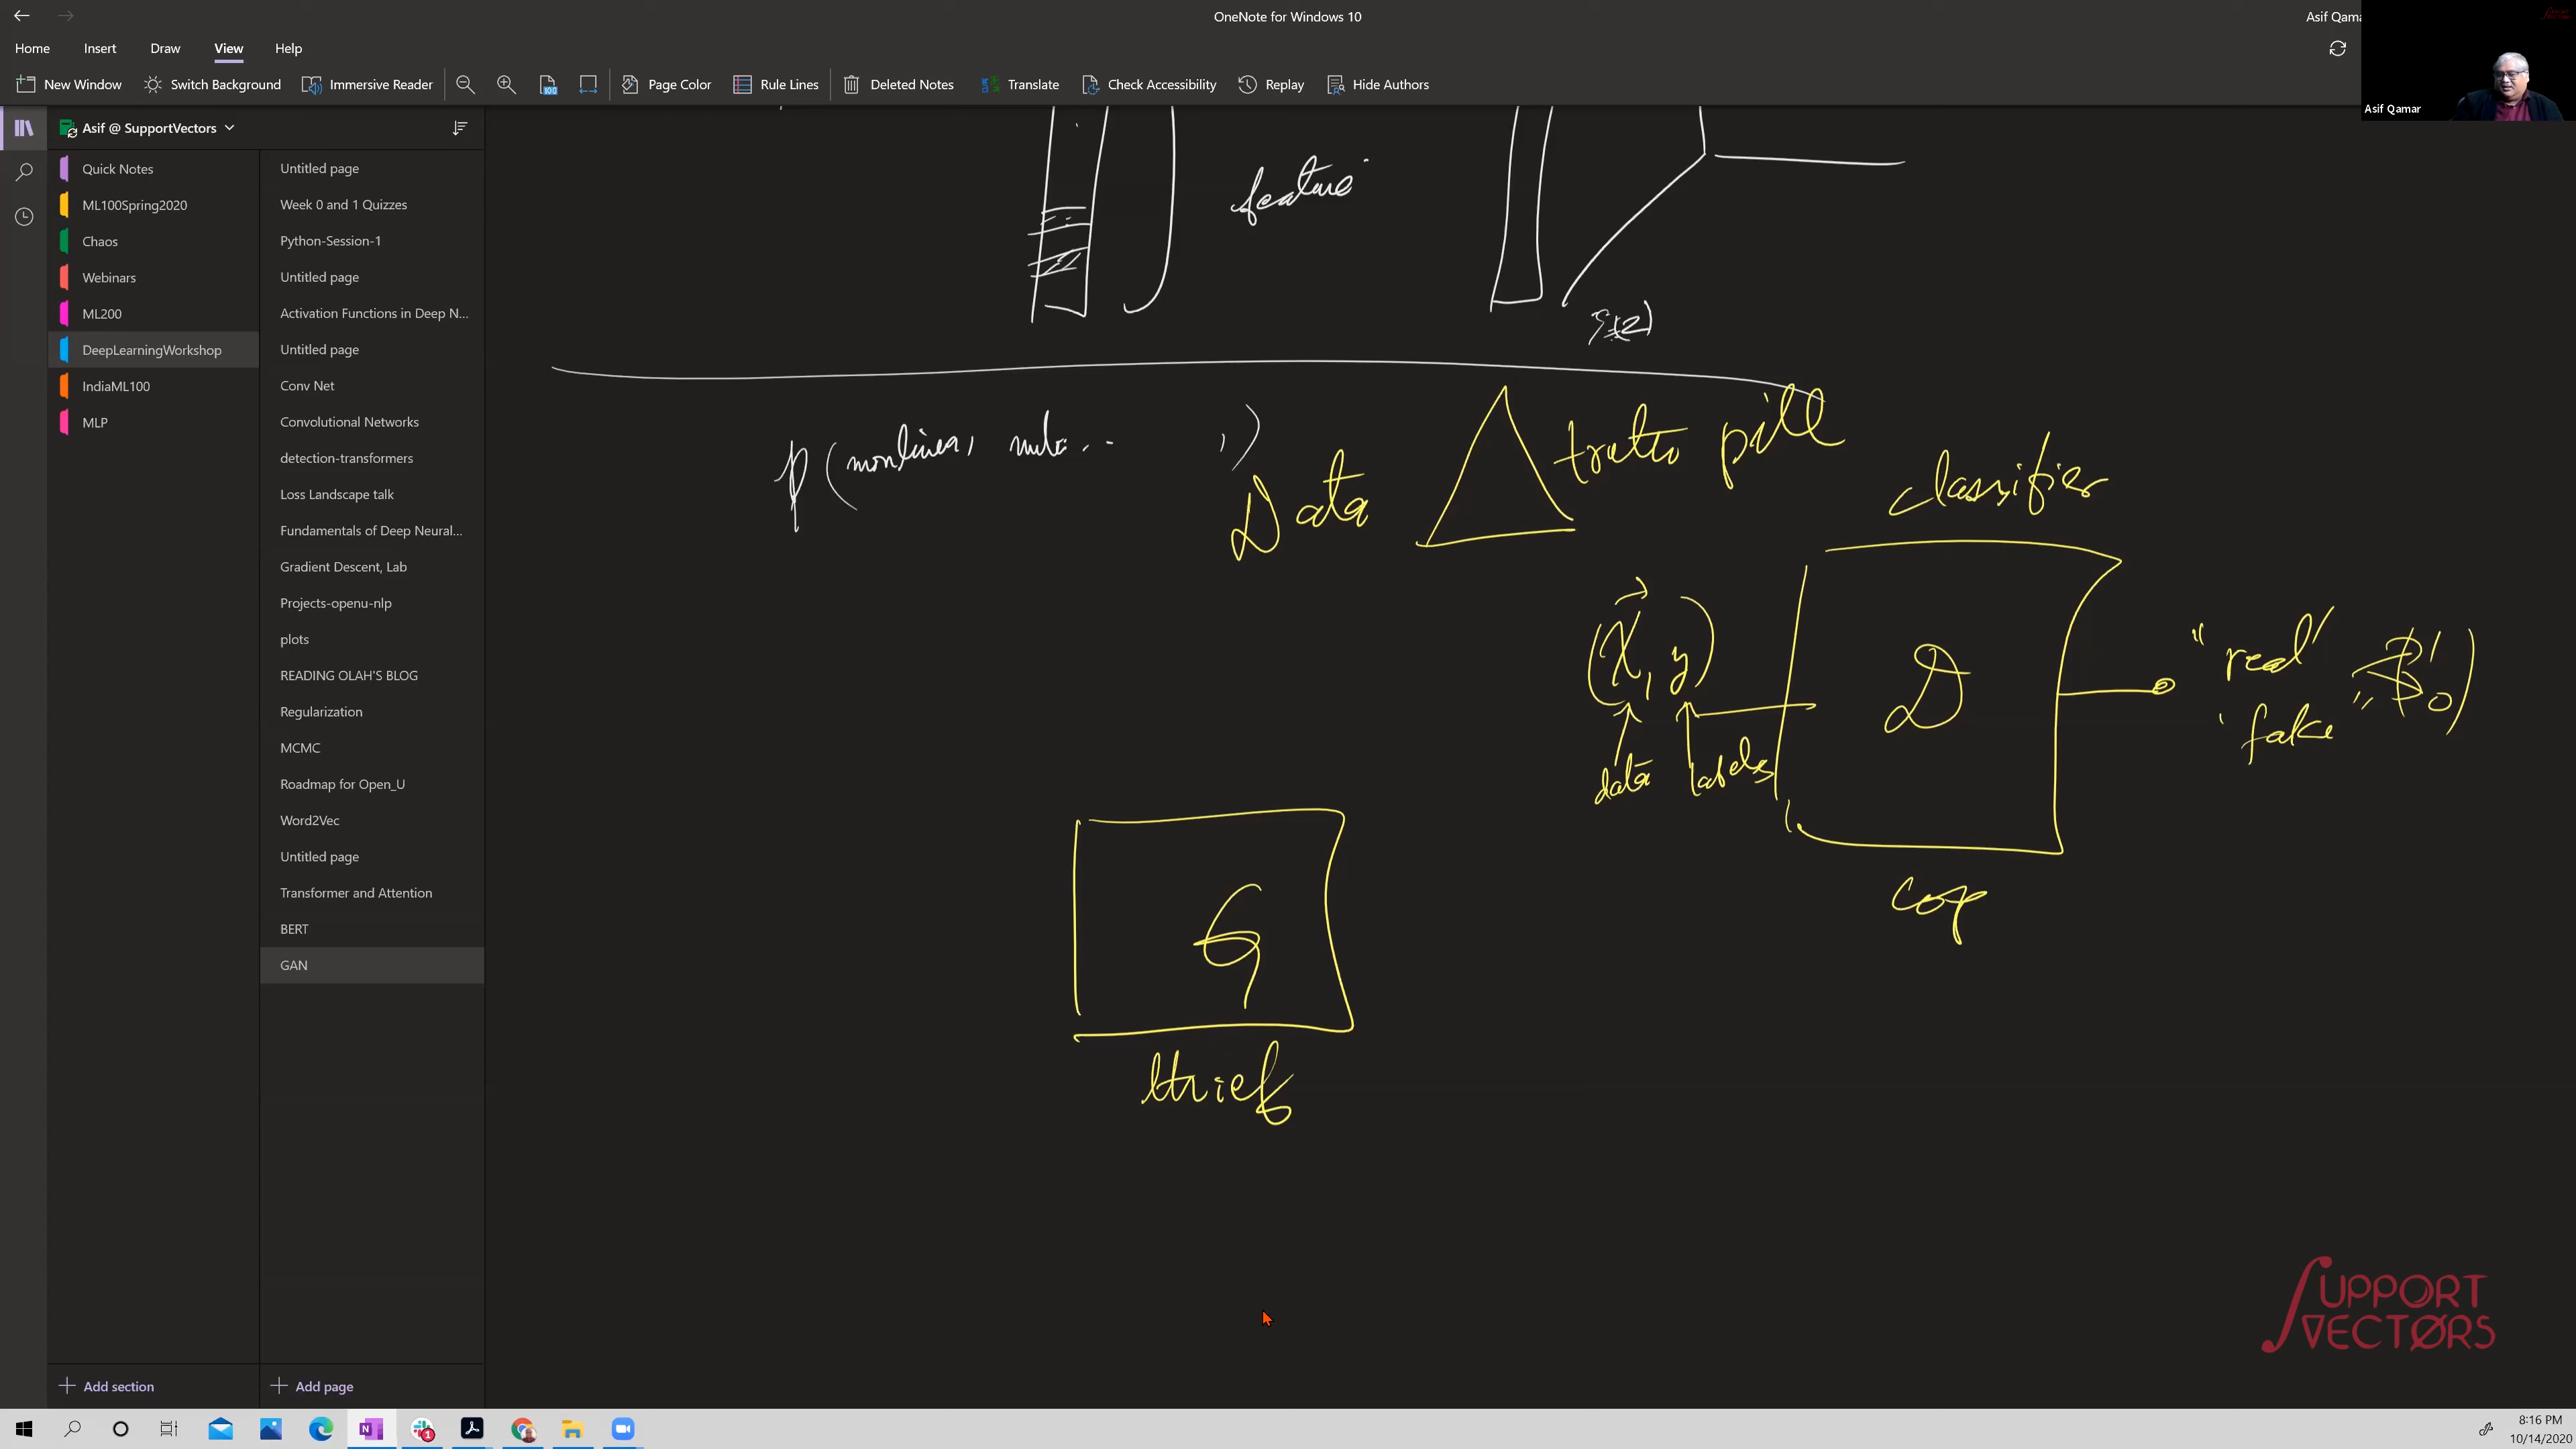 OneNote for Windows 10
Asif Qama
Home Insert Draw View Help
New Window Switch Background Immersive Reader 100 Page Color Rule Lines Deleted Notes Translate Check Accessibility Replay Hide Authors
Asif Qamar
Asif @ SupportVectors
Quick Notes
ML100Spring2020
Chaos
Webinars
ML200
DeepLearningWorkshop
IndiaML100
MLP
Add section
Untitled page
Week 0 and 1 Quizzes
Python-Session-1
Untitled page
Activation Functions in Deep N...
Untitled page
Conv Net
Convolutional Networks
detection-transformers
Loss Landscape talk
Fundamentals of Deep Neural...
Gradient Descent, Lab
Projects-openu-nlp
plots
READING OLAH'S BLOG
Regularization
MCMC
Roadmap for Open_U
Word2Vec
Untitled page
Transformer and Attention
BERT
GAN
Add page
feature
Data
pill
classifier
(X, y)
data labels
D
"real" 1
"fake" 0
cop
G
thief
SUPPORT
VECTORS
8:16 PM
10/14/2020